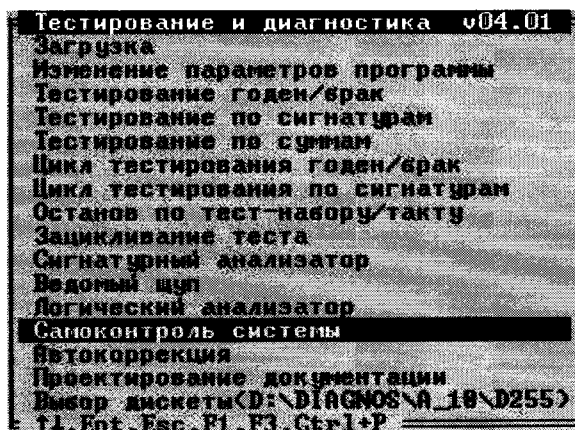 Тестирование и диагностика v04.01
Загрузка
Изменение параметров программы
Тестирование годен/брак
Тестирование по сигнатурам
Тестирование по суммам
Цикл тестирования годен/брак
Цикл тестирования по сигнатурам
Останов по тест-набору/такту
Зацикливание теста
Сигнатурный анализатор
Ведомый щуп
Логический анализатор
Самоконтроль системы
Автокоррекция
Проектирование документации
Выбор дискеты(D:\DIAGNOS\A_10\D255)
↑↓,Ent,Esc,F1,F3,Ctrl+P